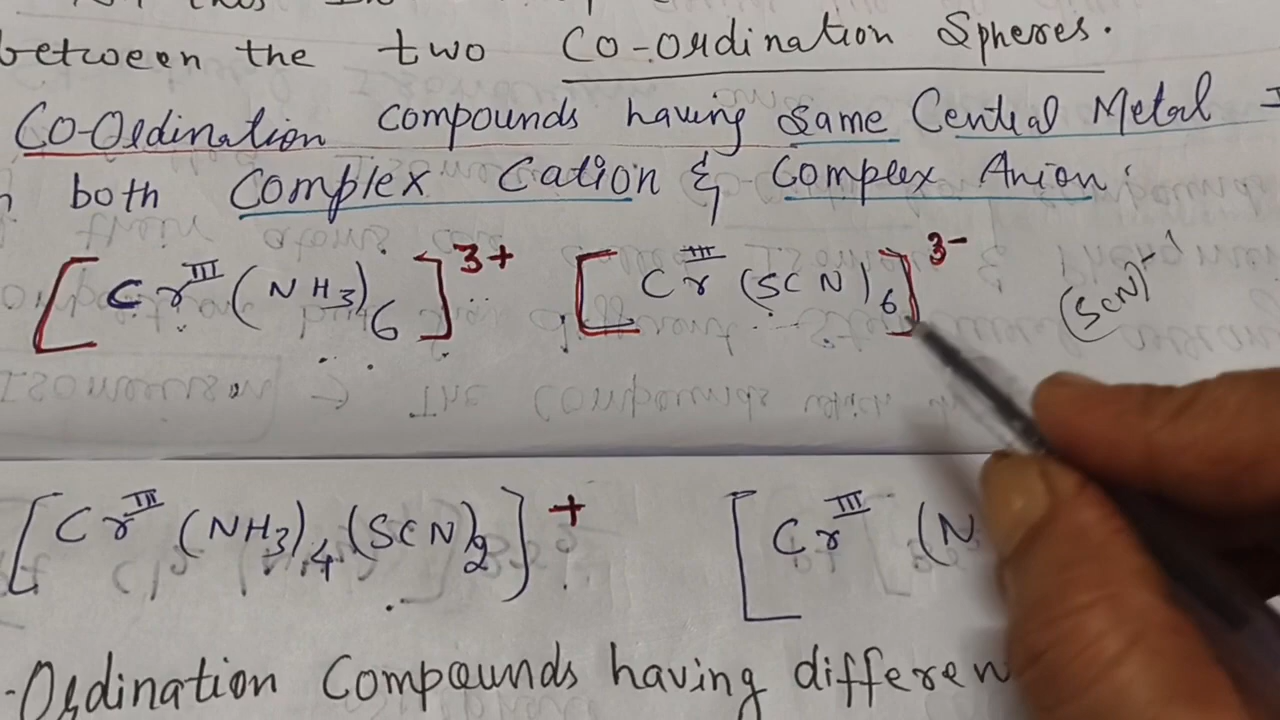 between the two Co-ordination Spheres.
Co-Ordination compounds having same Central Metal
both Complex Cation & Complex Anion:
[Cr^III(NH3)6]^3+ [Cr^III(SCN)6]^3- (SCN)^-
[Cr^III(NH3)4(SCN)2]^+ [Cr^III(N
-Ordination Compounds having differen